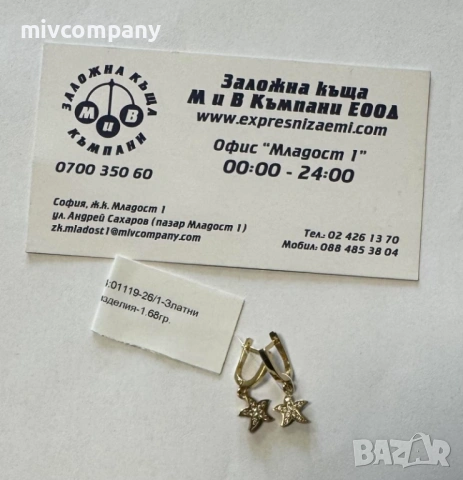 mivcompany
ЗАЛОЖНА КЪЩА
М и В
КЪМПАНИ
0700 350 60
Заложна къща
М и В Къмпани ЕООД
www.expresnizaemi.com
Офис "Младост 1"
00:00 - 24:00
София, ж.к. Младост 1
ул. Андрей Сахаров (пазар Младост 1)
zk.mladost1@mivcompany.com
Тел.: 02 426 13 70
Мобил: 088 485 38 04
:01119-26/1-Златни
изделия-1.68гр.
bazar